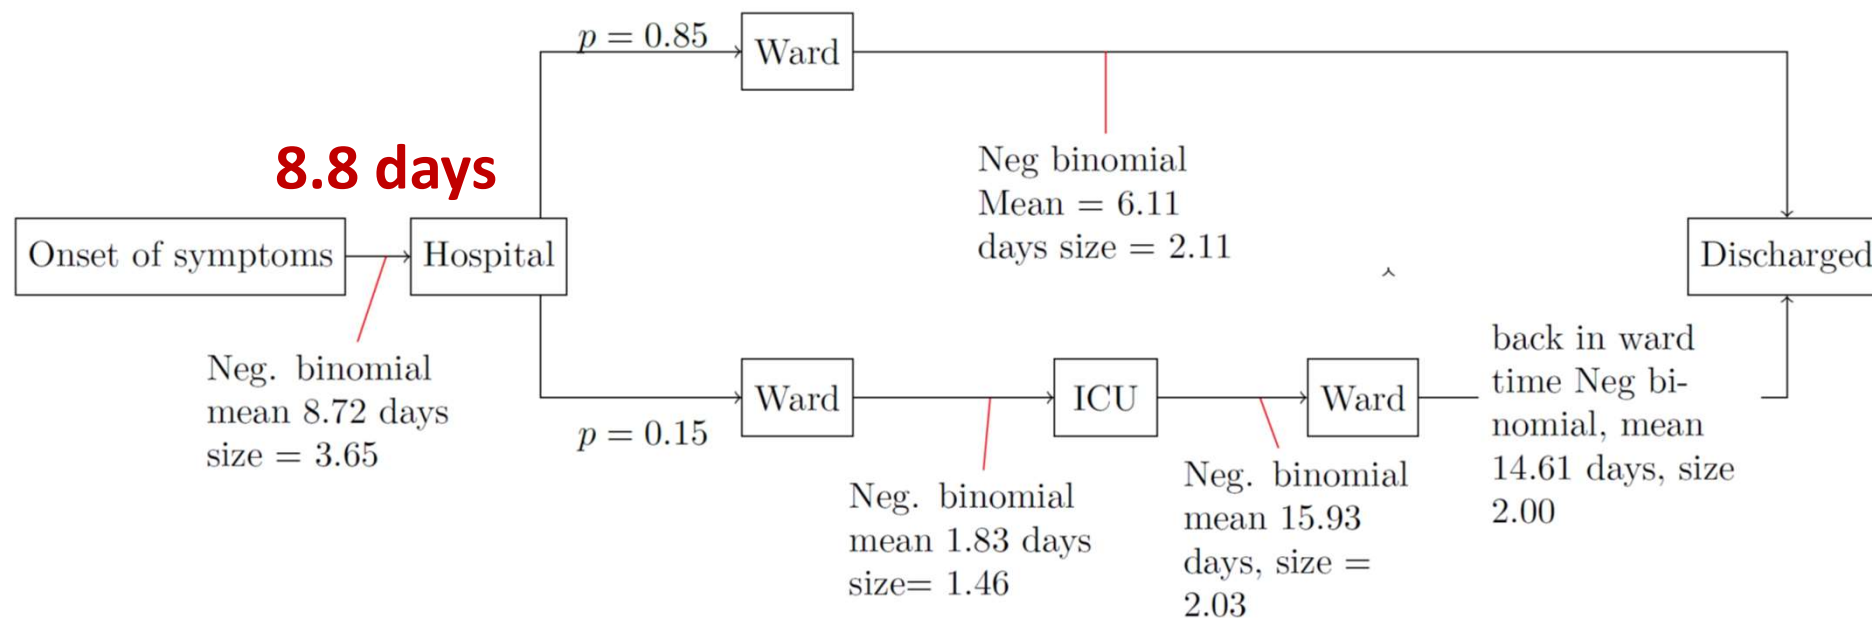 p = 0.85
Ward
8.8 days
Neg binomial
Mean = 6.11
days size = 2.11
Onset of symptoms
Hospital
Discharged
Neg. binomial
mean 8.72 days
size = 3.65
p = 0.15
Ward
ICU
Ward
back in ward
time Neg bi-
nomial, mean
14.61 days, size
2.00
Neg. binomial
mean 1.83 days
size= 1.46
Neg. binomial
mean 15.93
days, size =
2.03